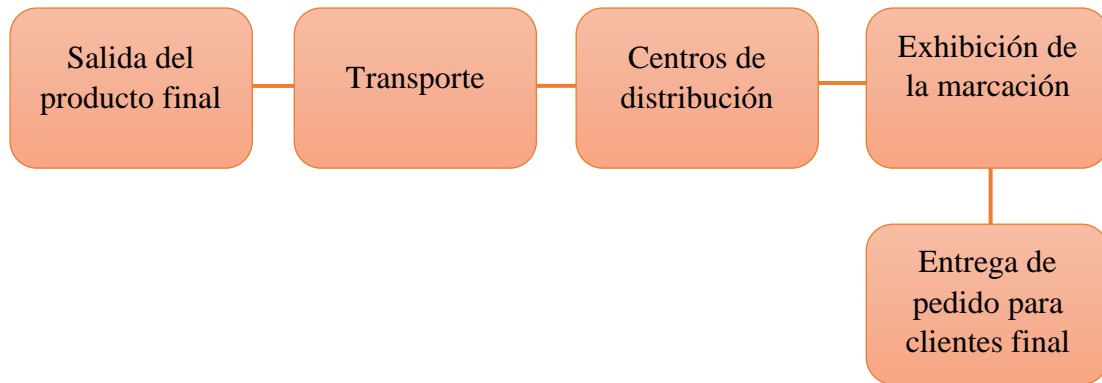 Salida del
producto final
Transporte
Centros de
distribución
Exhibición de
la marcación
Entrega de
pedido para
clientes final